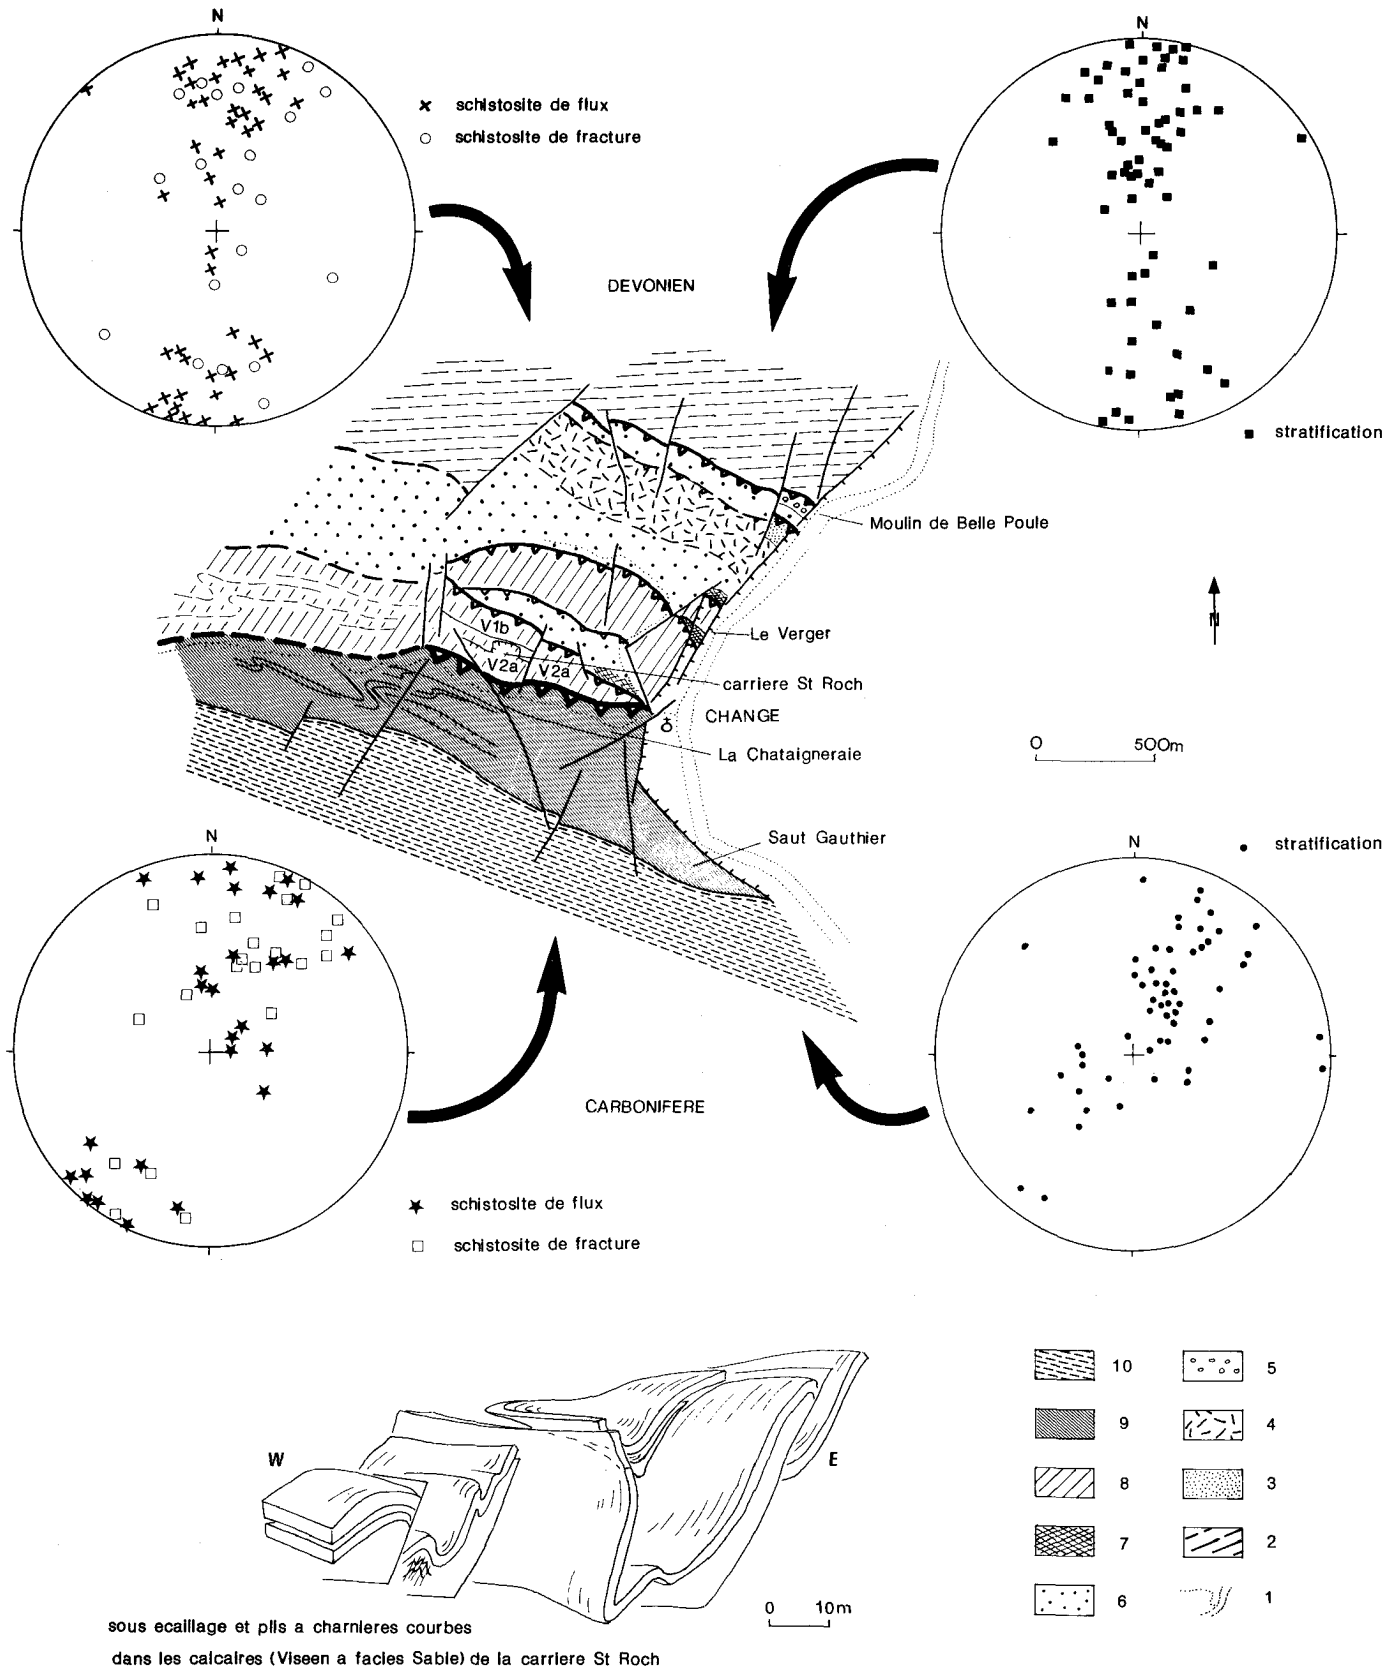 N
N
schistosite de flux
schistosite de fracture
DEVONIEN
stratification
Moulin de Belle Poule
N
Le Verger
V1b
V2a
V2a
carriere St Roch
CHANGE
0 500m
La Chataigneraie
Saut Gauthier
N
N
stratification
CARBONIFERE
schistosite de flux
schistosite de fracture
10
5
9
4
8
3
7
2
6
1
W
E
0 10m
sous ecaillage et plis a charnieres courbes
dans les calcaires (Viseen a facies Sable) de la carriere St Roch